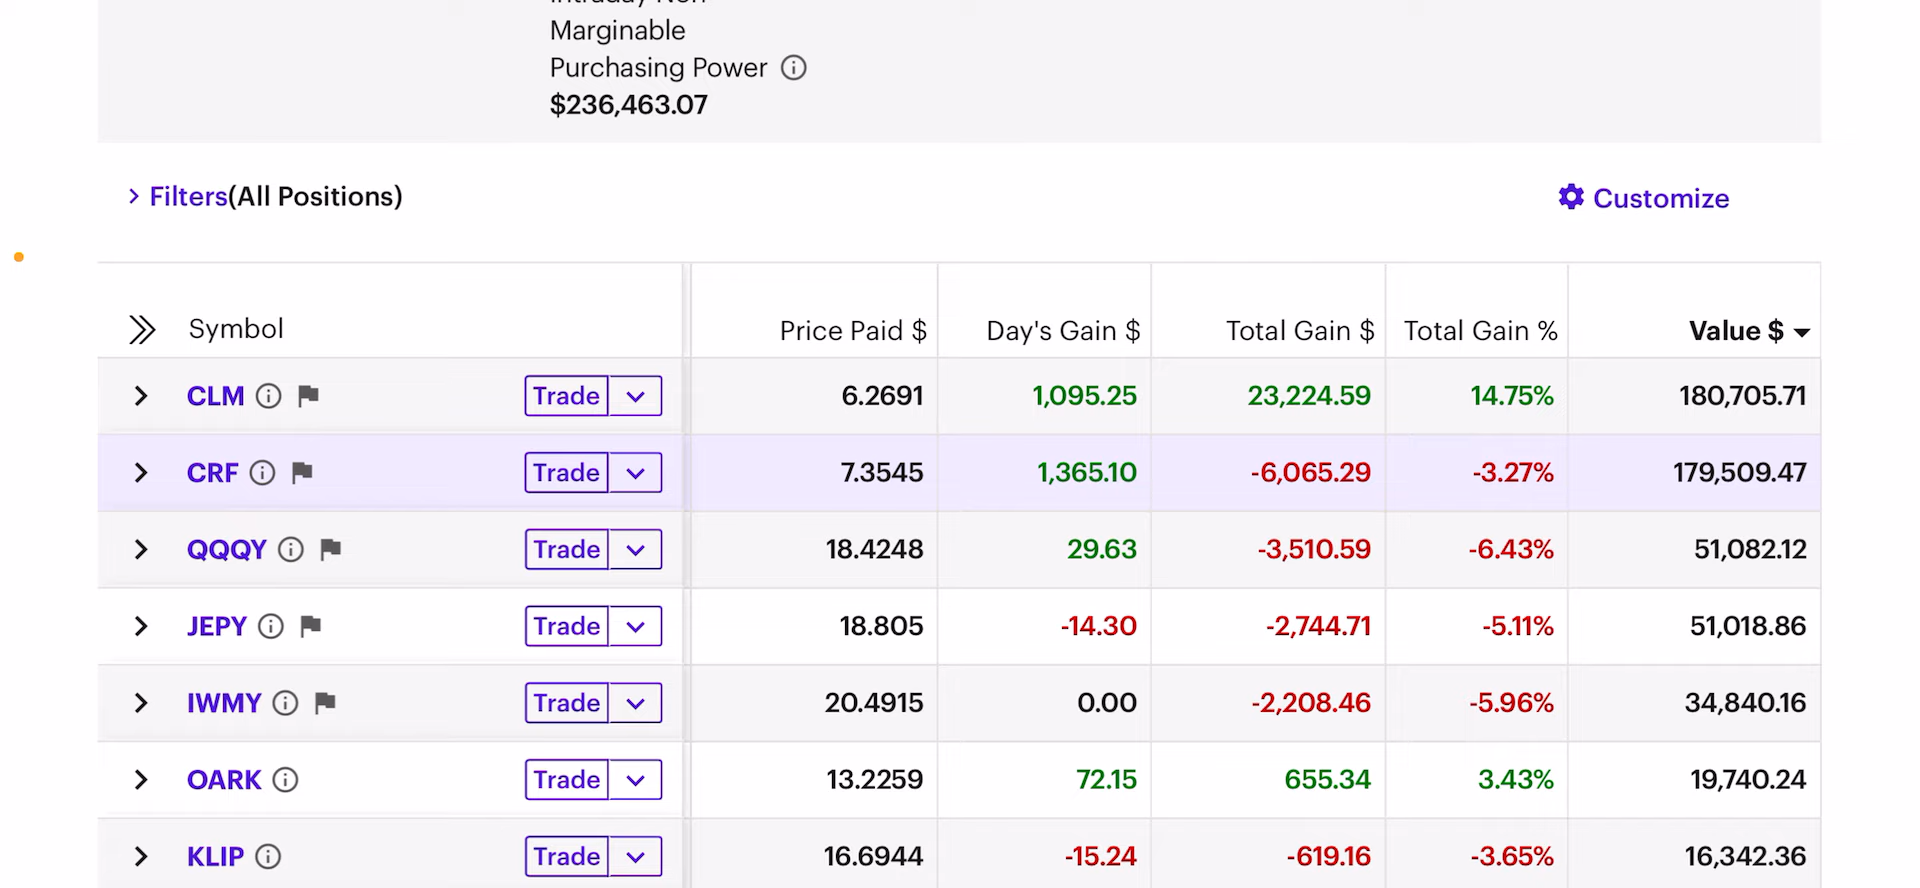 Intraday Non
Marginable
Purchasing Power
$236,463.07
Filters(All Positions)
Customize
Symbol Price Paid $ Day's Gain $ Total Gain $ Total Gain % Value $
CLM Trade 6.2691 1,095.25 23,224.59 14.75% 180,705.71
CRF Trade 7.3545 1,365.10 -6,065.29 -3.27% 179,509.47
QQQY Trade 18.4248 29.63 -3,510.59 -6.43% 51,082.12
JEPY Trade 18.805 -14.30 -2,744.71 -5.11% 51,018.86
IWMY Trade 20.4915 0.00 -2,208.46 -5.96% 34,840.16
OARK Trade 13.2259 72.15 655.34 3.43% 19,740.24
KLIP Trade 16.6944 -15.24 -619.16 -3.65% 16,342.36